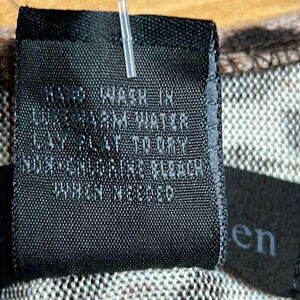 HAND WASH IN
LUKEWARM WATER
LAY FLAT TO DRY
NON-CHLORINE BLEACH
WHEN NEEDED
en